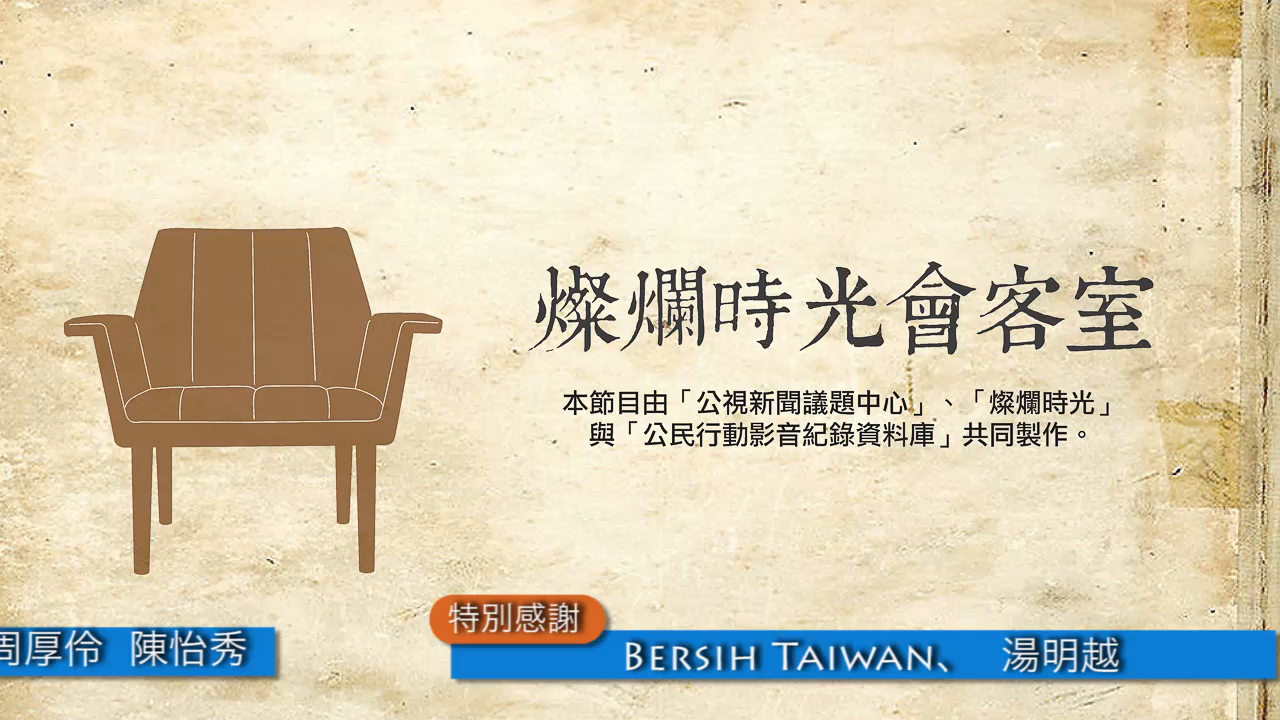 燦爛時光會客室
本節目由「公視新聞議題中心」、「燦爛時光」
與「公民行動影音紀錄資料庫」共同製作。
特別感謝
周厚伶 陳怡秀
BERSIH TAIWAN、 湯明越